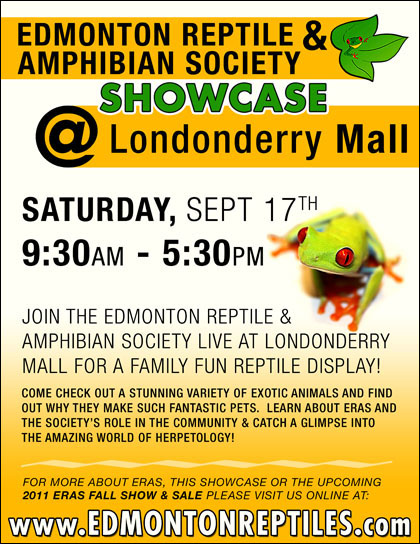 EDMONTON REPTILE &
AMPHIBIAN SOCIETY
SHOWCASE
@ Londonderry Mall
SATURDAY, SEPT 17TH
9:30AM - 5:30PM
JOIN THE EDMONTON REPTILE &
AMPHIBIAN SOCIETY LIVE AT LONDONDERRY
MALL FOR A FAMILY FUN REPTILE DISPLAY!
COME CHECK OUT A STUNNING VARIETY OF EXOTIC ANIMALS AND FIND
OUT WHY THEY MAKE SUCH FANTASTIC PETS. LEARN ABOUT ERAS AND
THE SOCIETY'S ROLE IN THE COMMUNITY & CATCH A GLIMPSE INTO
THE AMAZING WORLD OF HERPETOLOGY!
FOR MORE ABOUT ERAS, THIS SHOWCASE OR THE UPCOMING
2011 ERAS FALL SHOW & SALE PLEASE VISIT US ONLINE AT:
www.EDMONTONREPTILES.com